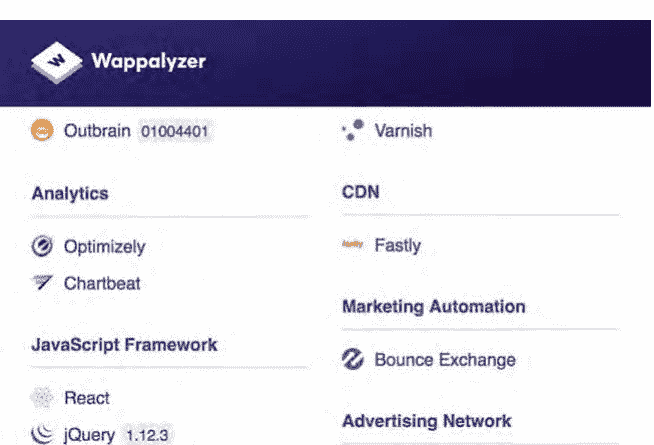 Wappalyzer
Outbrain 01004401
Analytics
Optimizely
Chartbeat
JavaScript Framework
React
jQuery 1.12.3
Varnish
CDN
Fastly
Marketing Automation
Bounce Exchange
Advertising Network